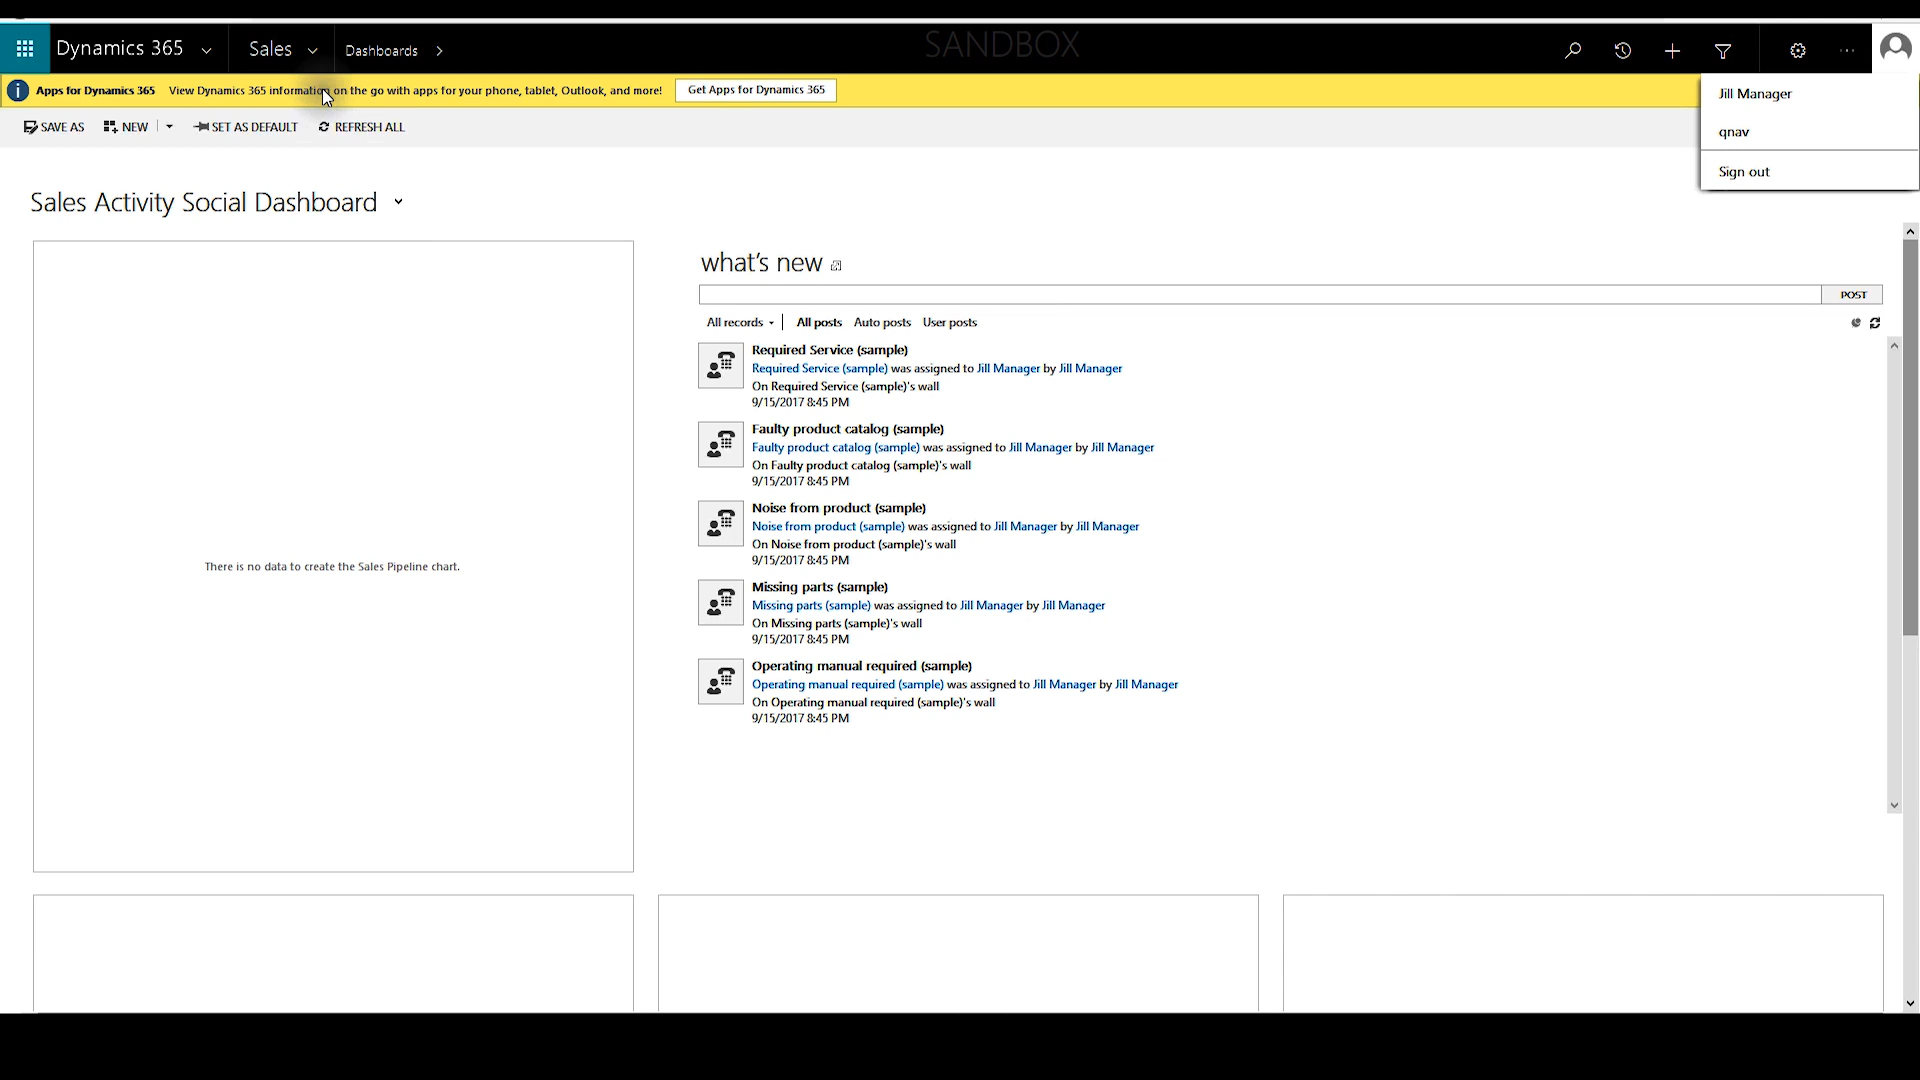 Dynamics 365 Sales Dashboards SANDBOX
Apps for Dynamics 365 View Dynamics 365 information on the go with apps for your phone, tablet, Outlook, and more! Get Apps for Dynamics 365
Jill Manager
SAVE AS NEW SET AS DEFAULT REFRESH ALL
qnav
Sign out
Sales Activity Social Dashboard
what's new
POST
All records All posts Auto posts User posts
Required Service (sample)
Required Service (sample) was assigned to Jill Manager by Jill Manager
On Required Service (sample)'s wall
9/15/2017 8:45 PM
Faulty product catalog (sample)
Faulty product catalog (sample) was assigned to Jill Manager by Jill Manager
On Faulty product catalog (sample)'s wall
9/15/2017 8:45 PM
Noise from product (sample)
Noise from product (sample) was assigned to Jill Manager by Jill Manager
On Noise from product (sample)'s wall
9/15/2017 8:45 PM
There is no data to create the Sales Pipeline chart.
Missing parts (sample)
Missing parts (sample) was assigned to Jill Manager by Jill Manager
On Missing parts (sample)'s wall
9/15/2017 8:45 PM
Operating manual required (sample)
Operating manual required (sample) was assigned to Jill Manager by Jill Manager
On Operating manual required (sample)'s wall
9/15/2017 8:45 PM